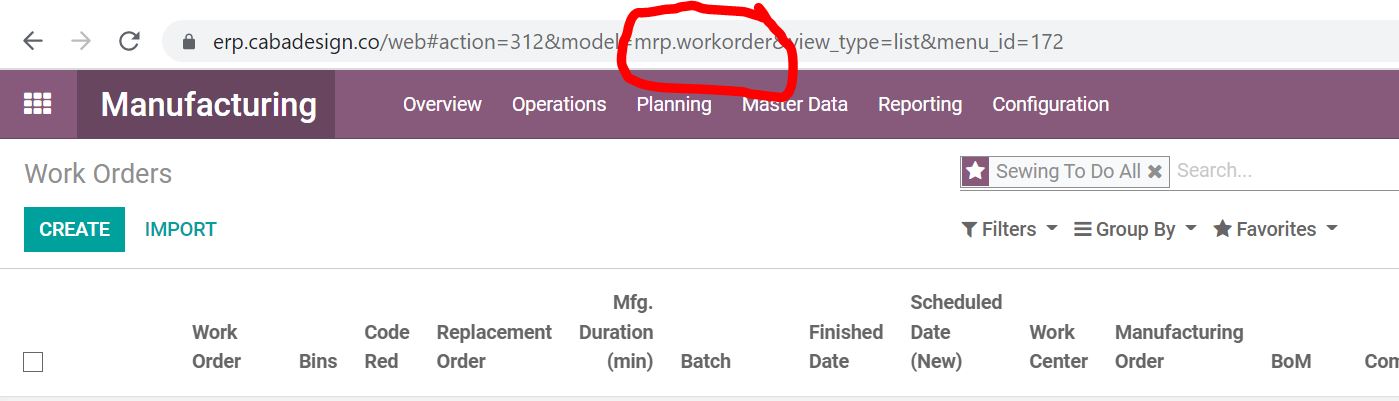 erp.cabadesign.co/web#action=312&model=mrp.workorder&view_type=list&menu_id=172
Manufacturing Overview Operations Planning Master Data Reporting Configuration
Work Orders
Sewing To Do All ✖ Search...
CREATE IMPORT
Filters Group By Favorites
Work Order
Bins
Code Red
Replacement Order
Mfg. Duration (min)
Batch
Finished Date
Scheduled Date (New)
Work Center
Manufacturing Order
BoM
Com